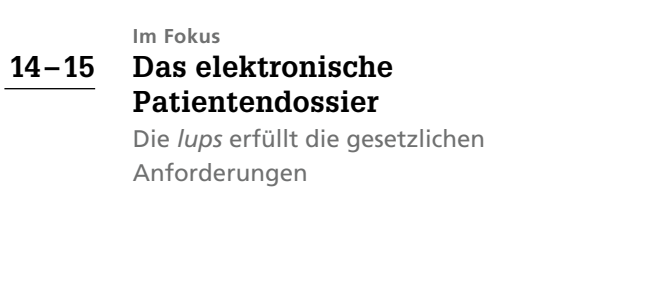 Im Fokus
14–15 Das elektronische
Patientendossier
Die lups erfüllt die gesetzlichen
Anforderungen